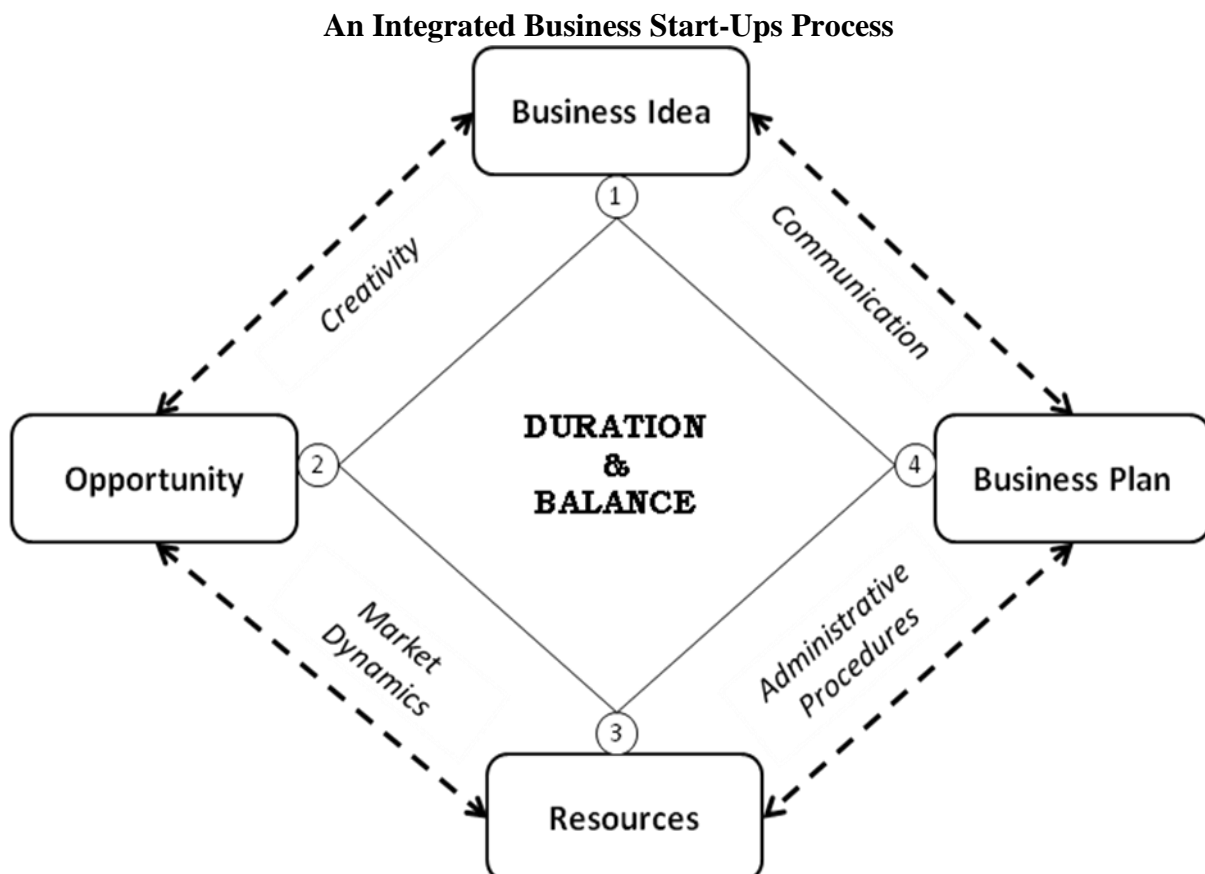 An Integrated Business Start-Ups Process
Business Idea
1
Creativity
Communication
Opportunity
2
DURATION
&
BALANCE
4
Business Plan
Market
Dynamics
Administrative
Procedures
3
Resources